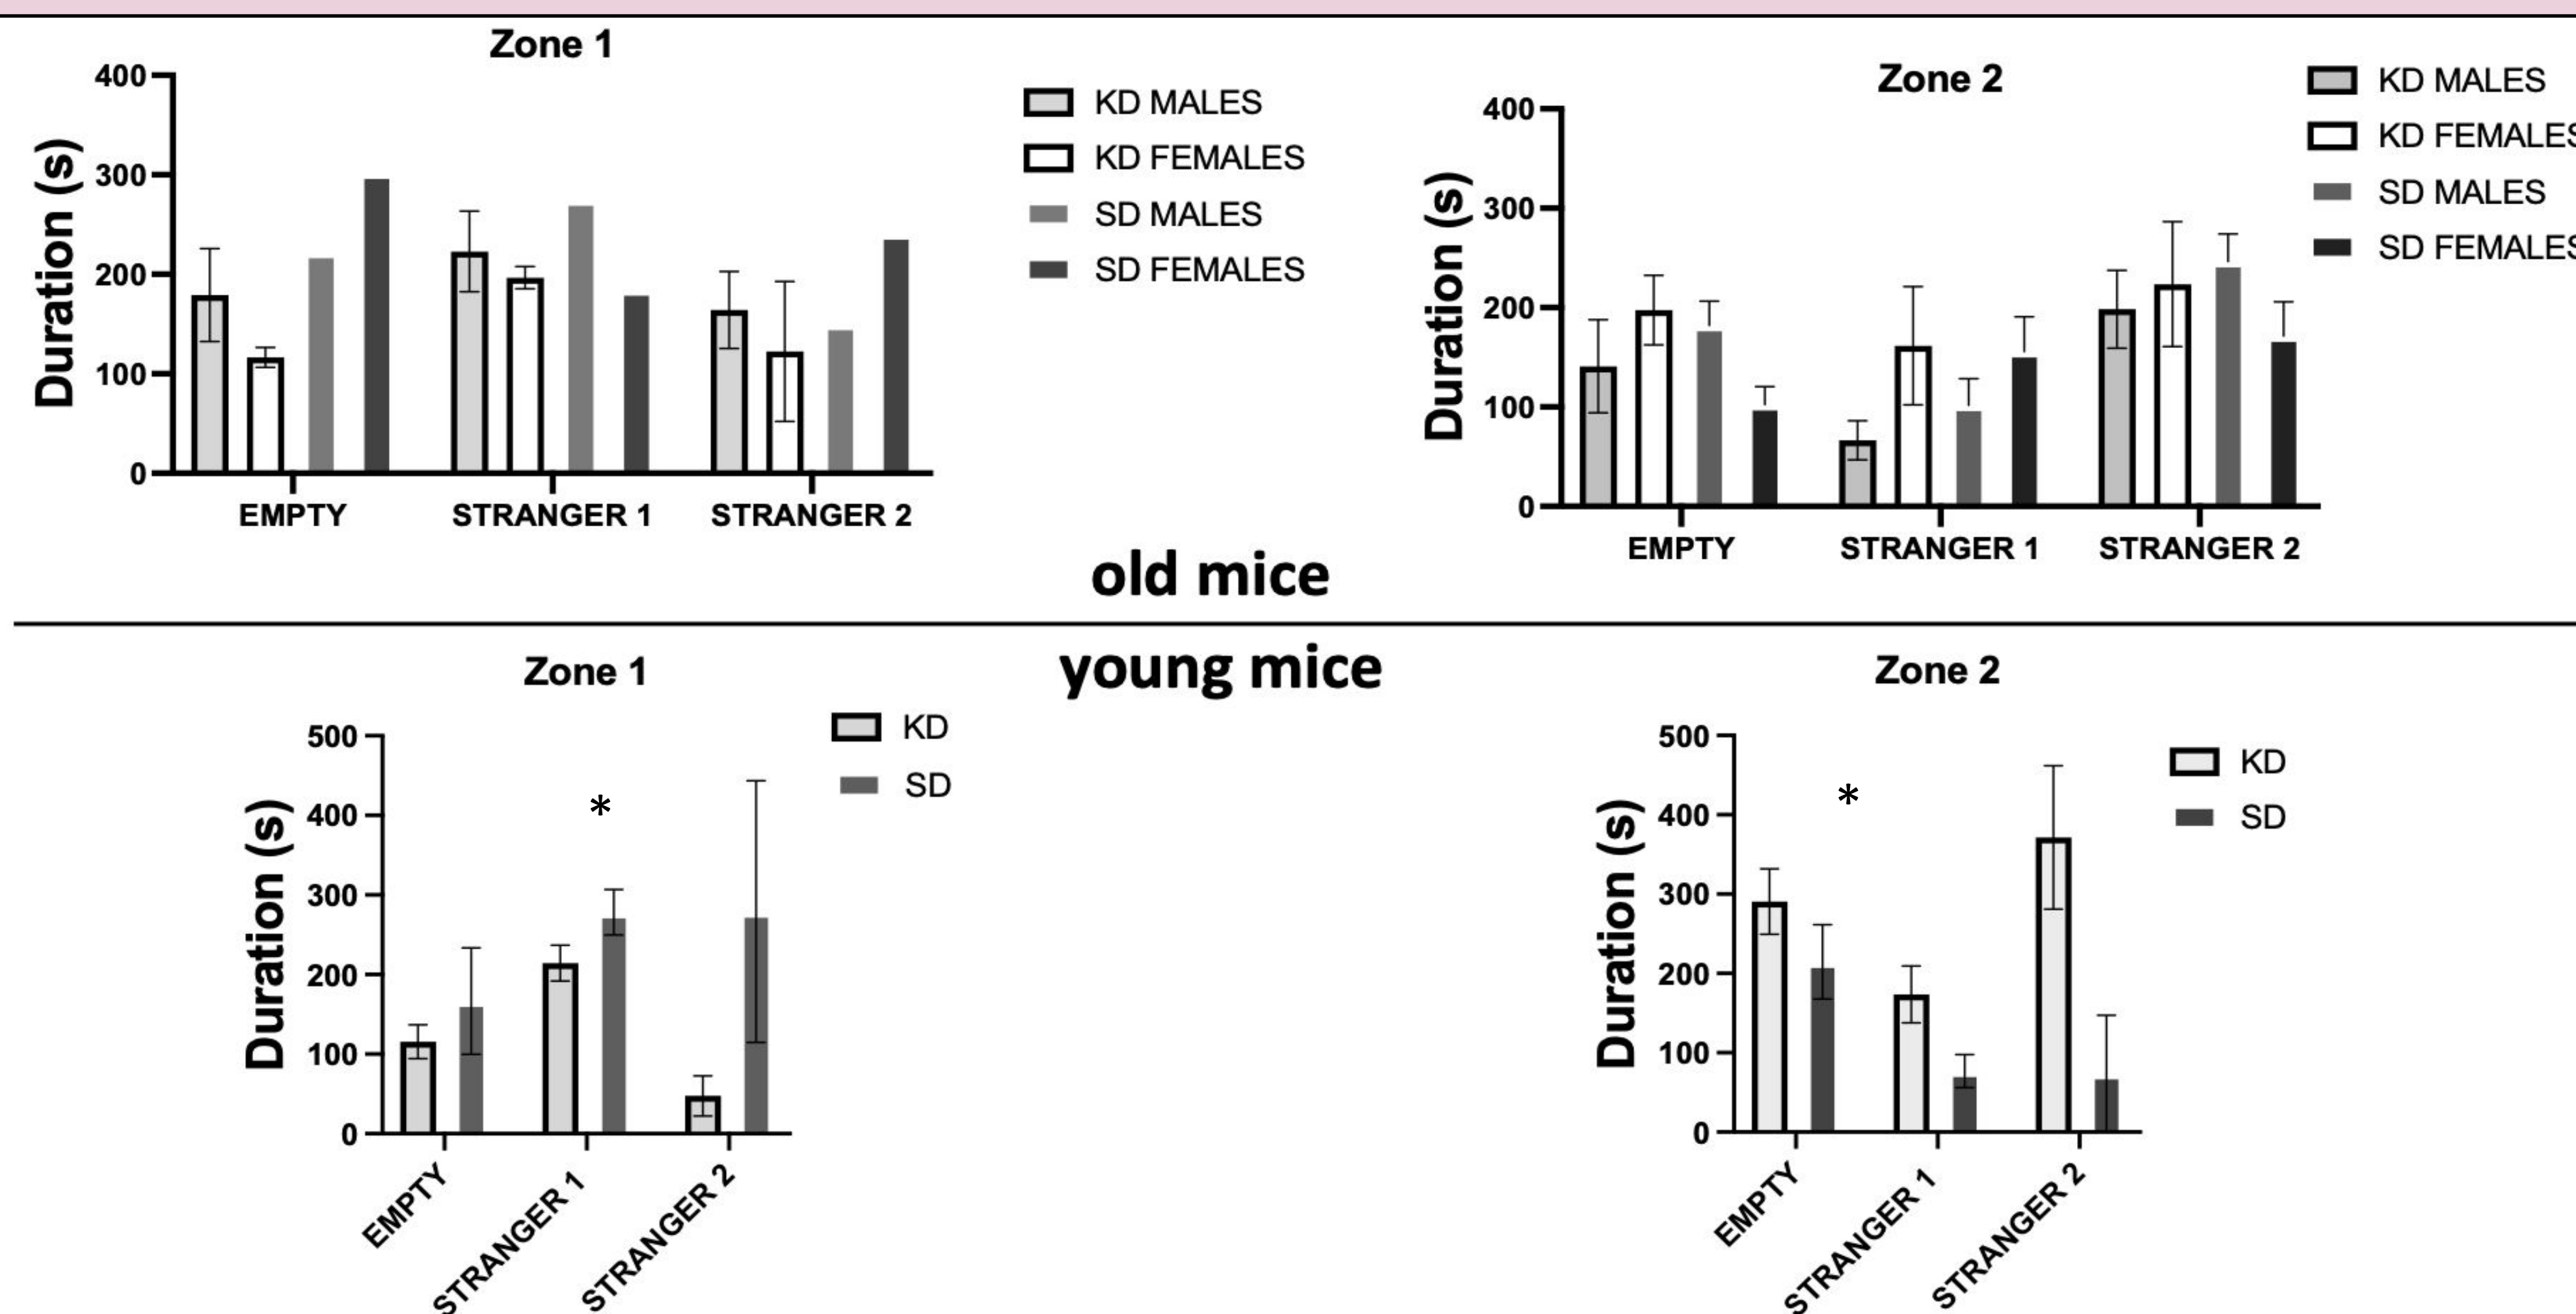 Zone 1
Duration (s)
400
300
200
100
0
EMPTY
STRANGER 1
STRANGER 2
KD MALES
KD FEMALES
SD MALES
SD FEMALES
Zone 2
Duration (s)
400
300
200
100
0
EMPTY
STRANGER 1
STRANGER 2
KD MALES
KD FEMALES
SD MALES
SD FEMALES
old mice
young mice
Zone 1
Duration (s)
500
400
300
200
100
0
*
EMPTY
STRANGER 1
STRANGER 2
KD
SD
Zone 2
Duration (s)
500
400
300
200
100
0
*
EMPTY
STRANGER 1
STRANGER 2
KD
SD